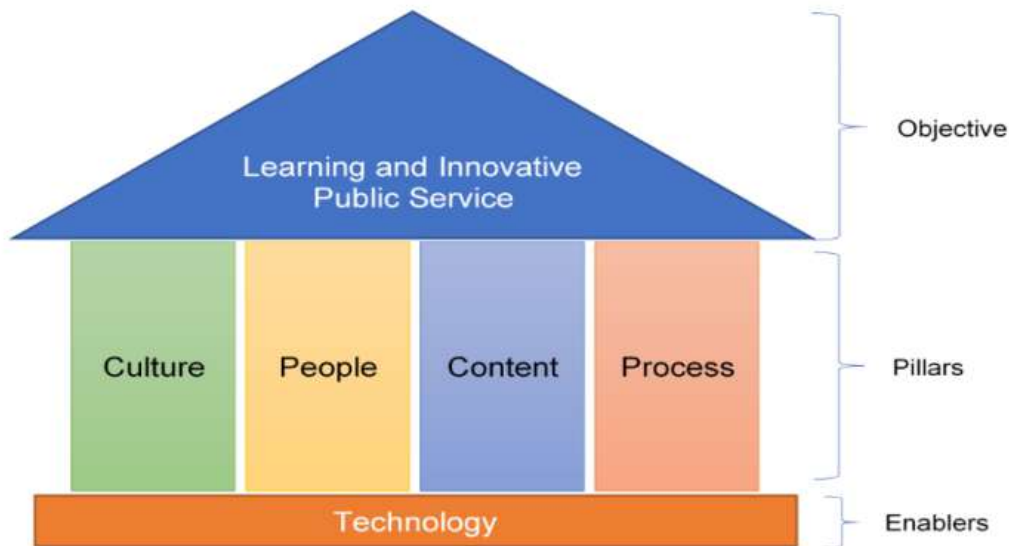 Learning and Innovative
Public Service
Objective
Culture
People
Content
Process
Pillars
Technology
Enablers